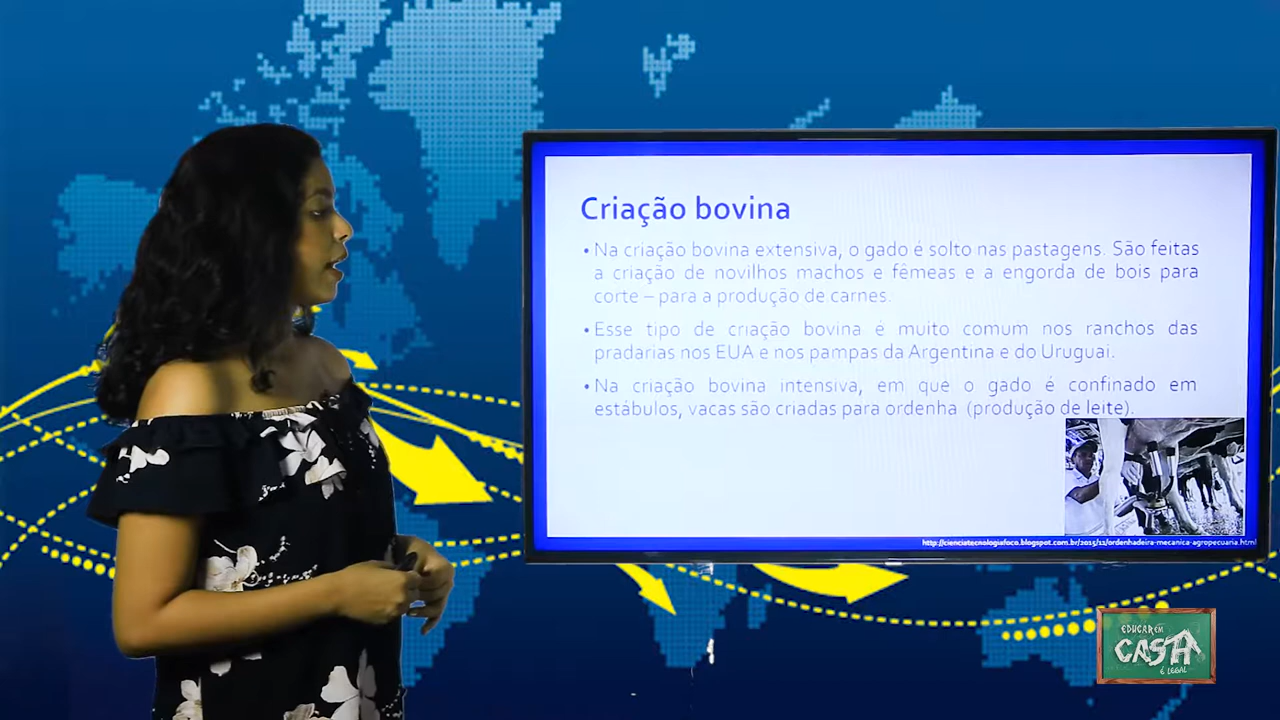 Criação bovina
• Na criação bovina extensiva, o gado é solto nas pastagens. São feitas
a criação de novilhos machos e fêmeas e a engorda de bois para
corte – para a produção de carnes.
• Esse tipo de criação bovina é muito comum nos ranchos das
pradarias nos EUA e nos pampas da Argentina e do Uruguai.
• Na criação bovina intensiva, em que o gado é confinado em
estábulos, vacas são criadas para ordenha (produção de leite).
http://cienciatecnologiafoco.blogspot.com.br/2015/11/ordenhadeira-mecanica-agropecuaria.html
EDUCAR EM
CASA
É LEGAL